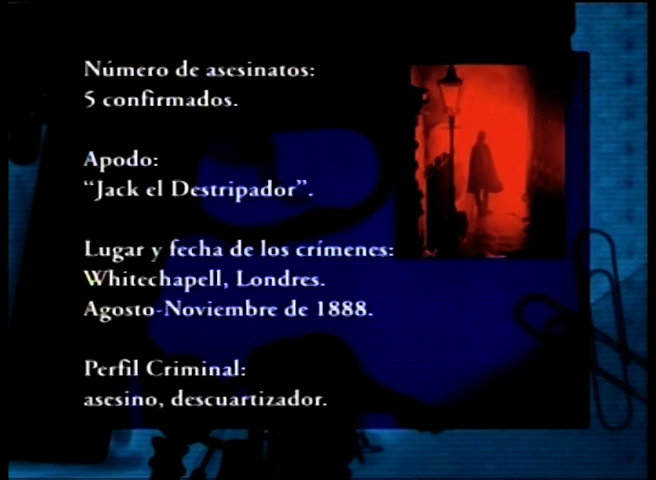 Número de asesinatos:
5 confirmados.
Apodo:
“Jack el Destripador”.
Lugar y fecha de los crímenes:
Whitechapell, Londres.
Agosto-Noviembre de 1888.
Perfil Criminal:
asesino, descuartizador.